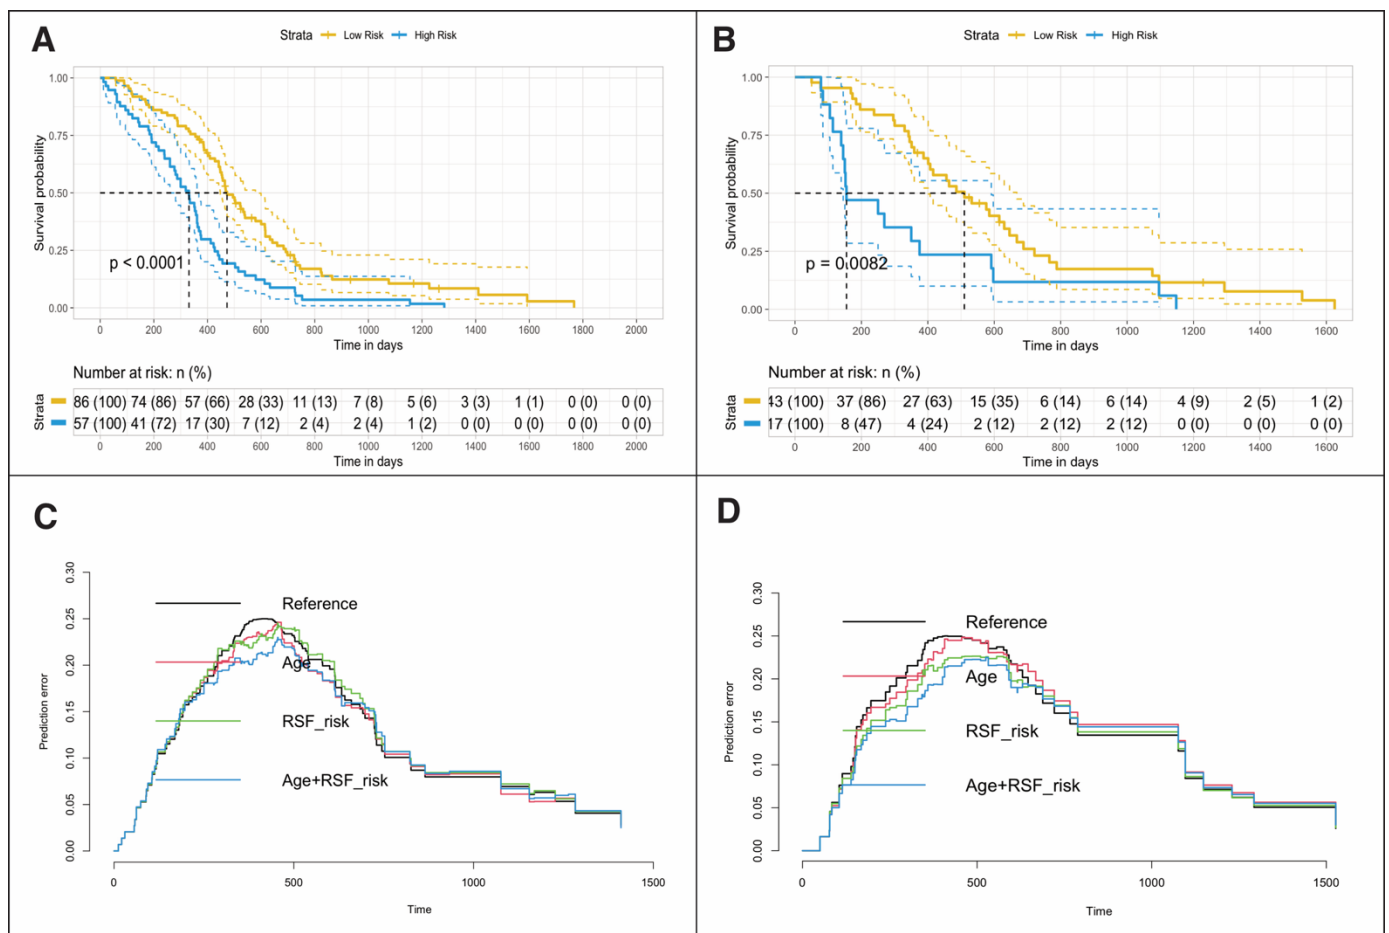 A
Strata Low Risk High Risk
1.00
0.75
0.50
0.25
0.00
Survival probability
p < 0.0001
0 200 400 600 800 1000 1200 1400 1600 1800 2000
Time in days
Number at risk: n (%)
Strata
86 (100) 74 (86) 57 (66) 28 (33) 11 (13) 7 (8) 5 (6) 3 (3) 1 (1) 0 (0) 0 (0)
57 (100) 41 (72) 17 (30) 7 (12) 2 (4) 2 (4) 1 (2) 0 (0) 0 (0) 0 (0) 0 (0)
0 200 400 600 800 1000 1200 1400 1600 1800 2000
Time in days
B
Strata Low Risk High Risk
1.00
0.75
0.50
0.25
0.00
Survival probability
p = 0.0082
0 200 400 600 800 1000 1200 1400 1600
Time in days
Number at risk: n (%)
Strata
43 (100) 37 (86) 27 (63) 15 (35) 6 (14) 6 (14) 4 (9) 2 (5) 1 (2)
17 (100) 8 (47) 4 (24) 2 (12) 2 (12) 2 (12) 0 (0) 0 (0) 0 (0)
0 200 400 600 800 1000 1200 1400 1600
Time in days
C
0.30
0.25
0.20
0.15
0.10
0.05
0.00
Prediction error
Reference
Age
RSF_risk
Age+RSF_risk
0 500 1000 1500
Time
D
0.30
0.25
0.20
0.15
0.10
0.05
0.00
Prediction error
Reference
Age
RSF_risk
Age+RSF_risk
0 500 1000 1500
Time